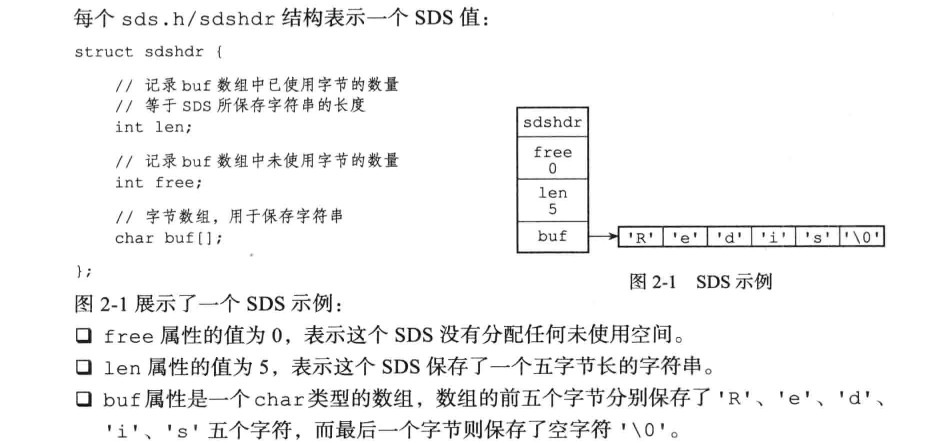 每个 sds.h/sdshdr 结构表示一个 SDS 值：
struct sdshdr {
// 记录 buf 数组中已使用字节的数量
// 等于 SDS 所保存字符串的长度
int len;
// 记录 buf 数组中未使用字节的数量
int free;
// 字节数组，用于保存字符串
char buf[];
};
sdshdr
free
0
len
5
buf
'R' 'e' 'd' 'i' 's' '\0'
图 2-1 SDS 示例
图 2-1 展示了一个 SDS 示例：
❑ free 属性的值为 0，表示这个 SDS 没有分配任何未使用空间。
❑ len 属性的值为 5，表示这个 SDS 保存了一个五字节长的字符串。
❑ buf 属性是一个 char 类型的数组，数组的前五个字节分别保存了 'R'、'e'、'd'、
'i'、's' 五个字符，而最后一个字节则保存了空字符 '\0'。